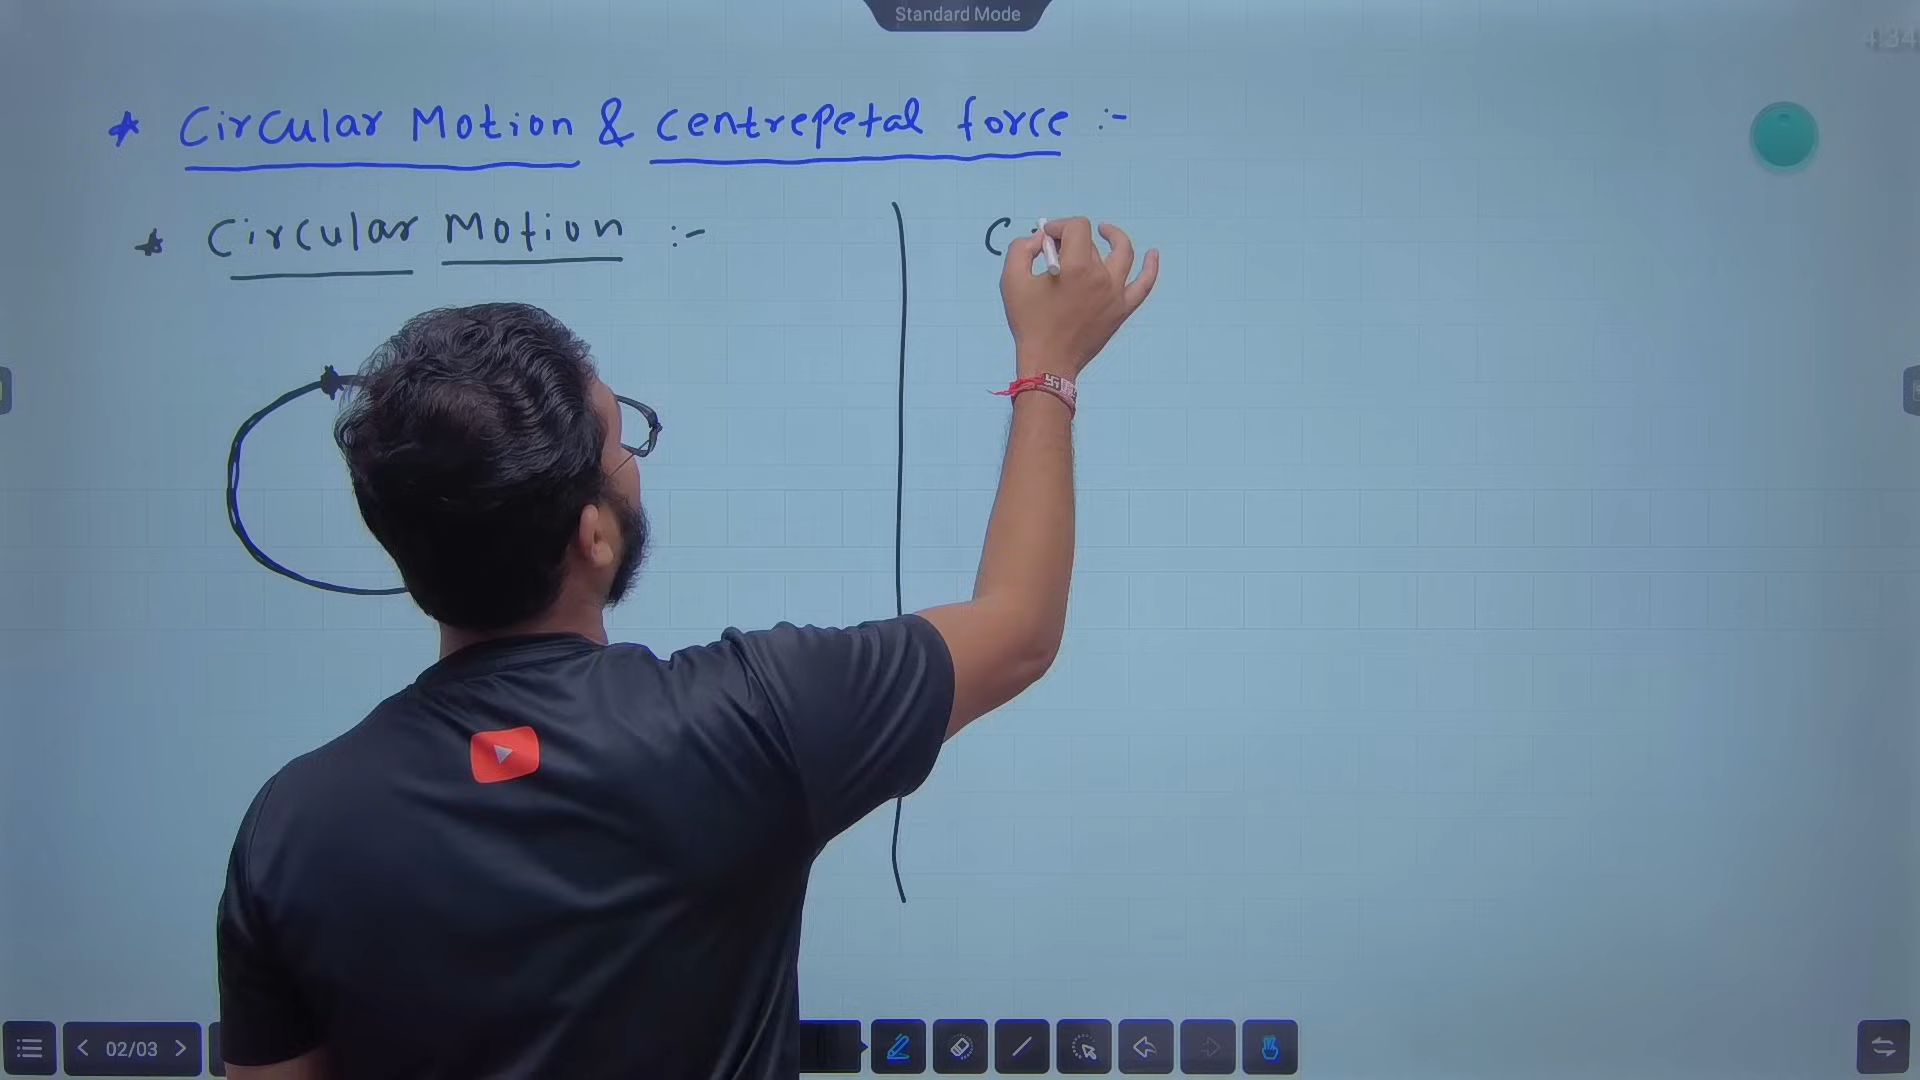 Standard Mode
* Circular Motion & Centrepetal force :-
* Circular Motion :-
02/03